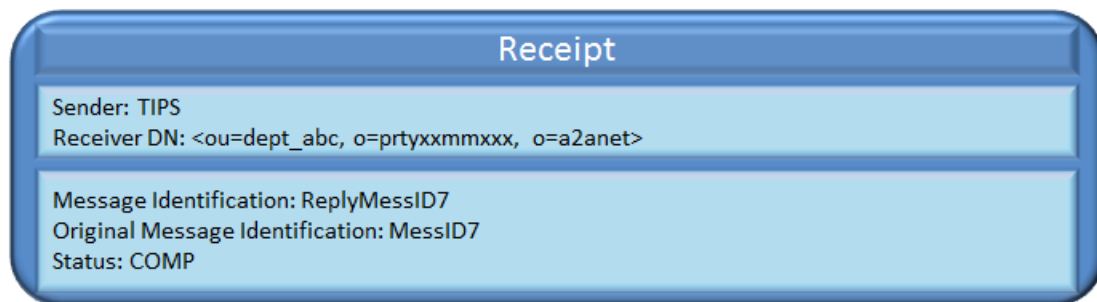 Receipt
Sender: TIPS
Receiver DN: <ou=dept_abc, o=prtyxxmmxxx,  o=a2anet>
Message Identification: ReplyMessID7
Original Message Identification: MessID7
Status: COMP